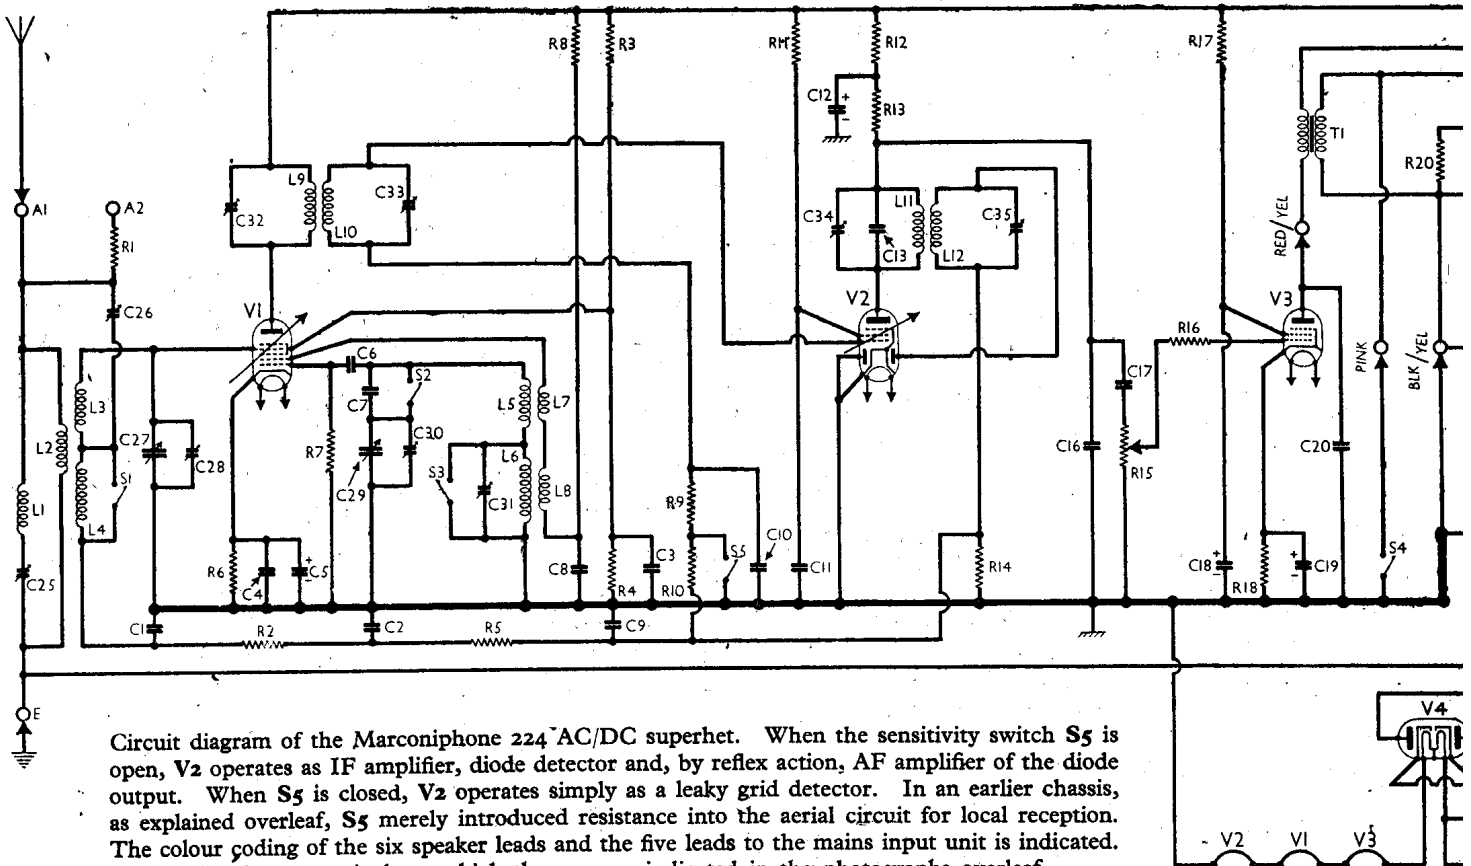 R8
R3
R11
R12
R17
C12
+
-
R13
T1
R20
L9
C32
C33
L10
A1
A2
R1
C34
L11
C35
C13
L12
RED/YEL
C26
V1
V2
V3
R16
PINK
BLK/YEL
C6
S2
C7
L3
L5
L7
C17
C27
C28
L2
R7
C30
C29
S3
L6
C31
L8
C16
R15
C20
S1
L1
L4
R9
C10
C25
R6
C4
+
-
C5
C8
R4
C3
R10
S5
C11
R14
C18
+
-
R18
+
-
C19
S4
C1
R2
C2
R5
C9
E
V4
Circuit diagram of the Marconiphone 224 AC/DC superhet. When the sensitivity switch S5 is
open, V2 operates as IF amplifier, diode detector and, by reflex action, AF amplifier of the diode
output. When S5 is closed, V2 operates simply as a leaky grid detector. In an earlier chassis,
as explained overleaf, S5 merely introduced resistance into the aerial circuit for local reception.
The colour coding of the six speaker leads and the five leads to the mains input unit is indicated.
indicated in the photographs overleaf
V2
V1
V3